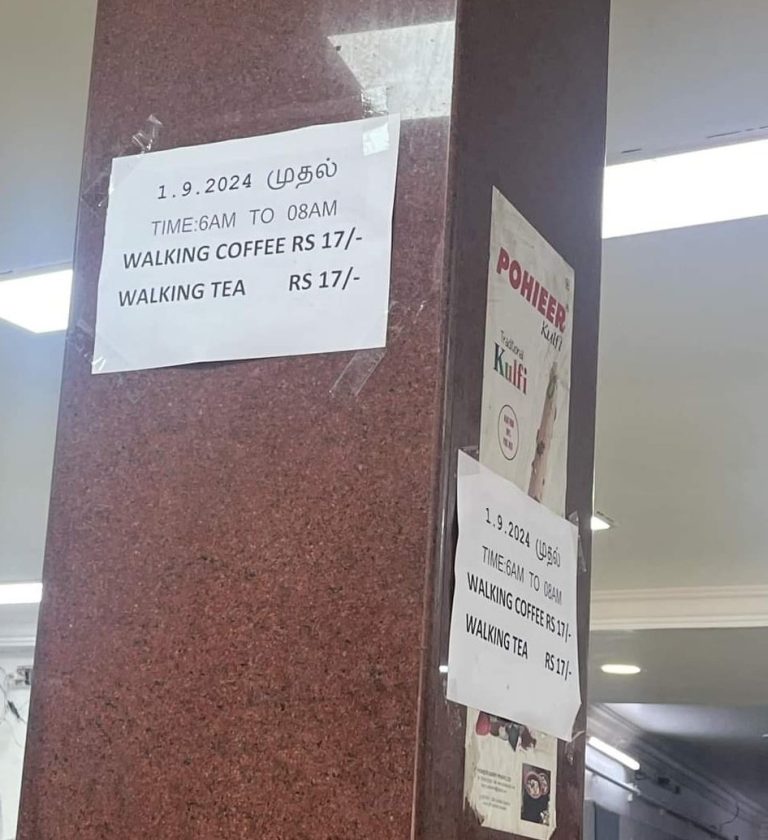 1.9.2024 முதல்
TIME:6AM TO 08AM
WALKING COFFEE RS 17/-
WALKING TEA RS 17/-
POHIEER
Kulfi
Traditional
Kulfi
1.9.2024 முதல்
TIME:6AM TO 08AM
WALKING COFFEE RS 17/-
WALKING TEA RS 17/-